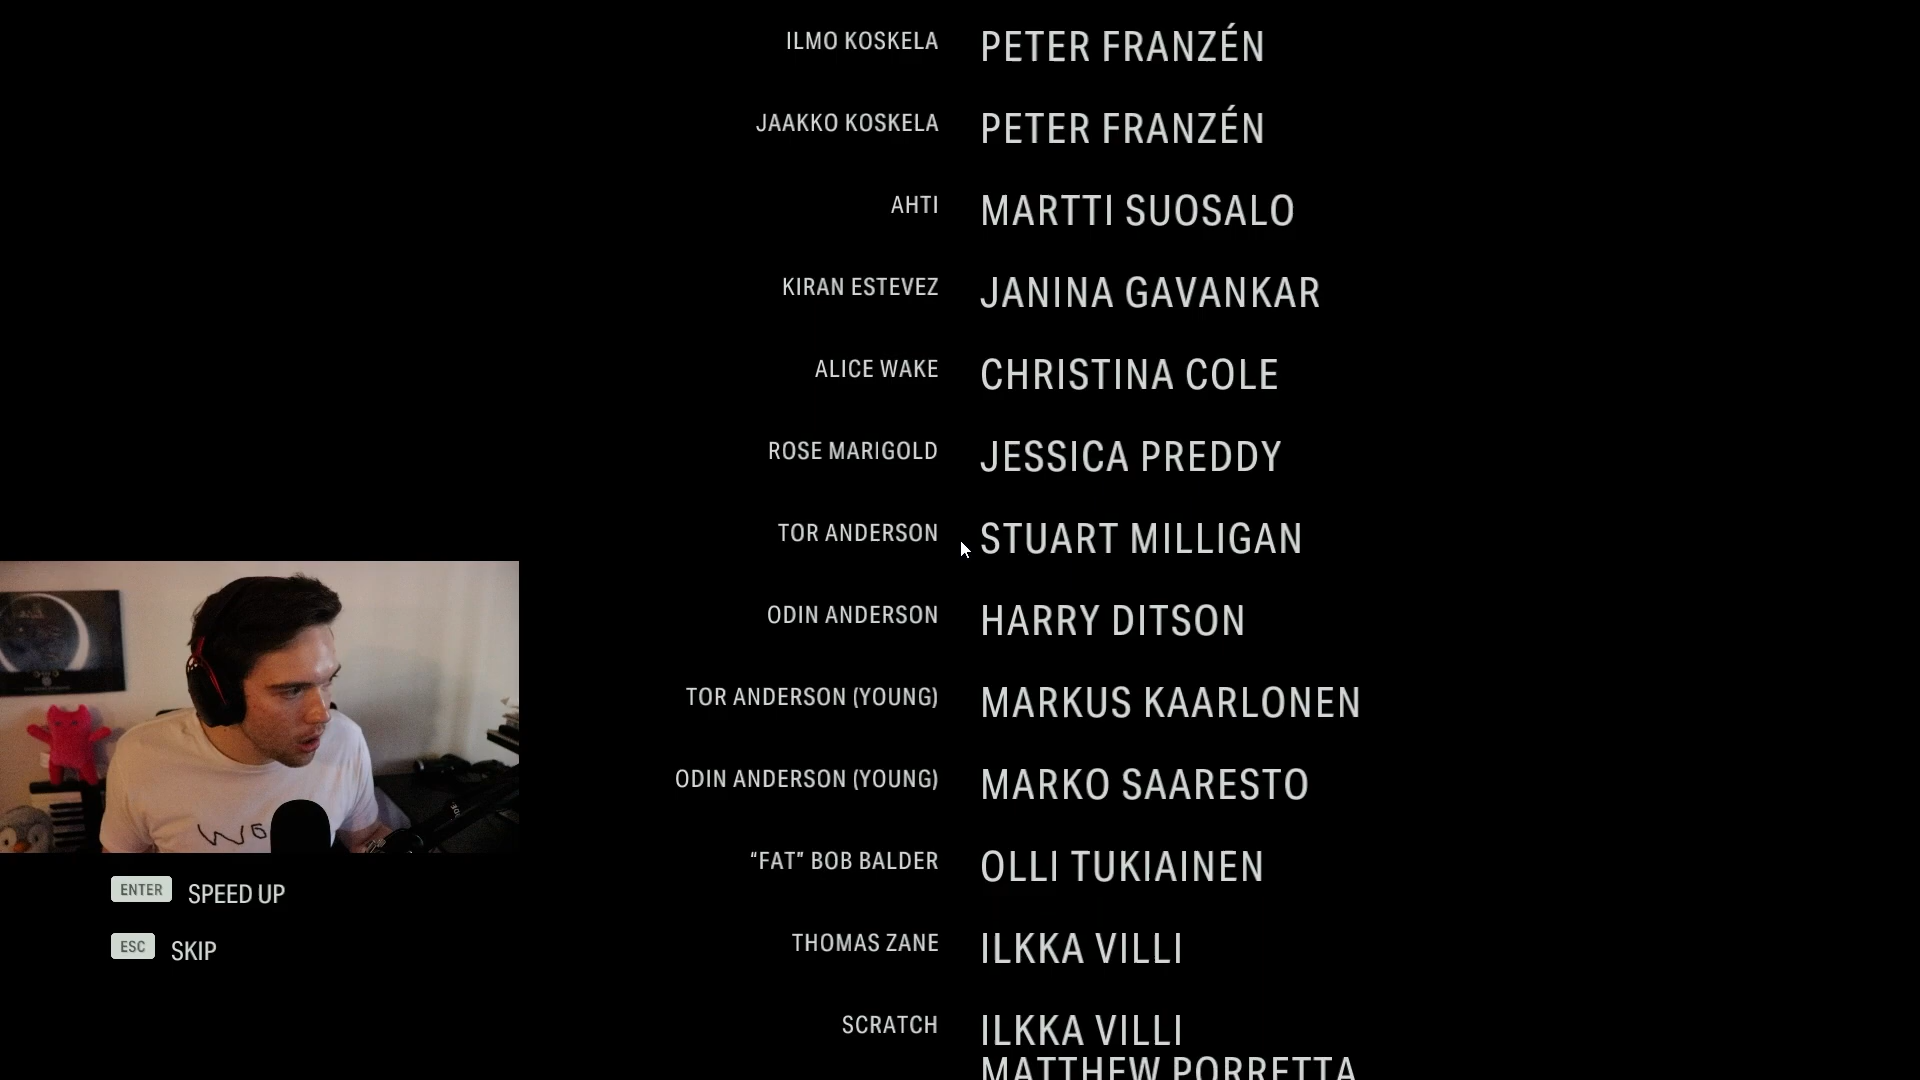 ILMO KOSKELA PETER FRANZÉN
JAAKKO KOSKELA PETER FRANZÉN
AHTI MARTTI SUOSALO
KIRAN ESTEVEZ JANINA GAVANKAR
ALICE WAKE CHRISTINA COLE
ROSE MARIGOLD JESSICA PREDDY
TOR ANDERSON STUART MILLIGAN
ODIN ANDERSON HARRY DITSON
TOR ANDERSON (YOUNG) MARKUS KAARLONEN
ODIN ANDERSON (YOUNG) MARKO SAARESTO
“FAT” BOB BALDER OLLI TUKIAINEN
THOMAS ZANE ILKKA VILLI
SCRATCH ILKKA VILLI
MATTHEW PORRETTA
ENTER SPEED UP
ESC SKIP